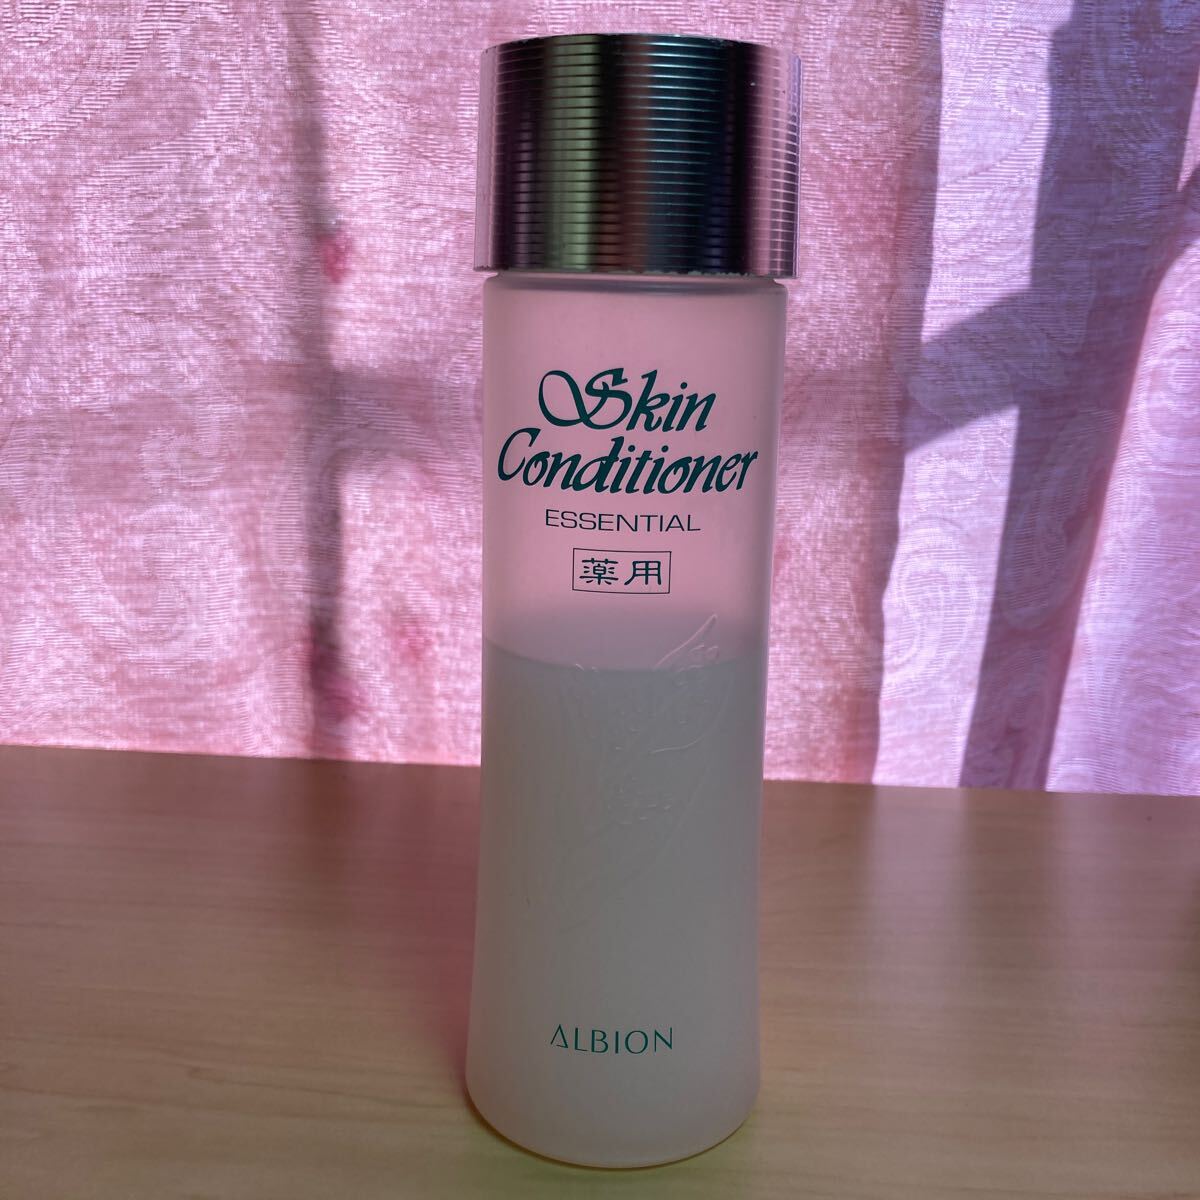 Skin
Conditioner
ESSENTIAL
薬用
ALBION